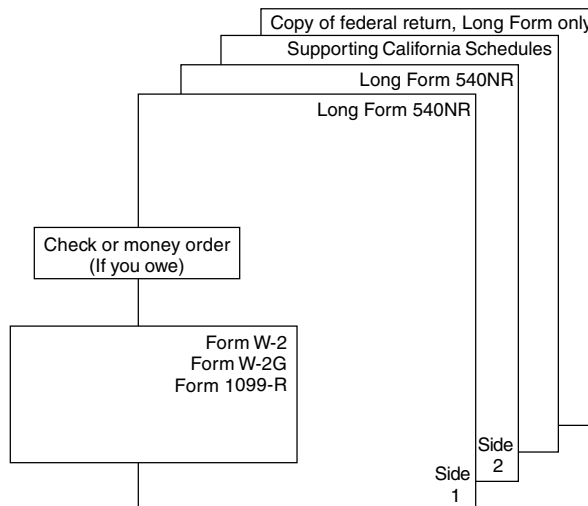 Copy of federal return, Long Form only
Supporting California Schedules
Long Form 540NR
Long Form 540NR
Check or money order
(If you owe)
Form W-2
Form W-2G
Form 1099-R
Side
2
Side
1